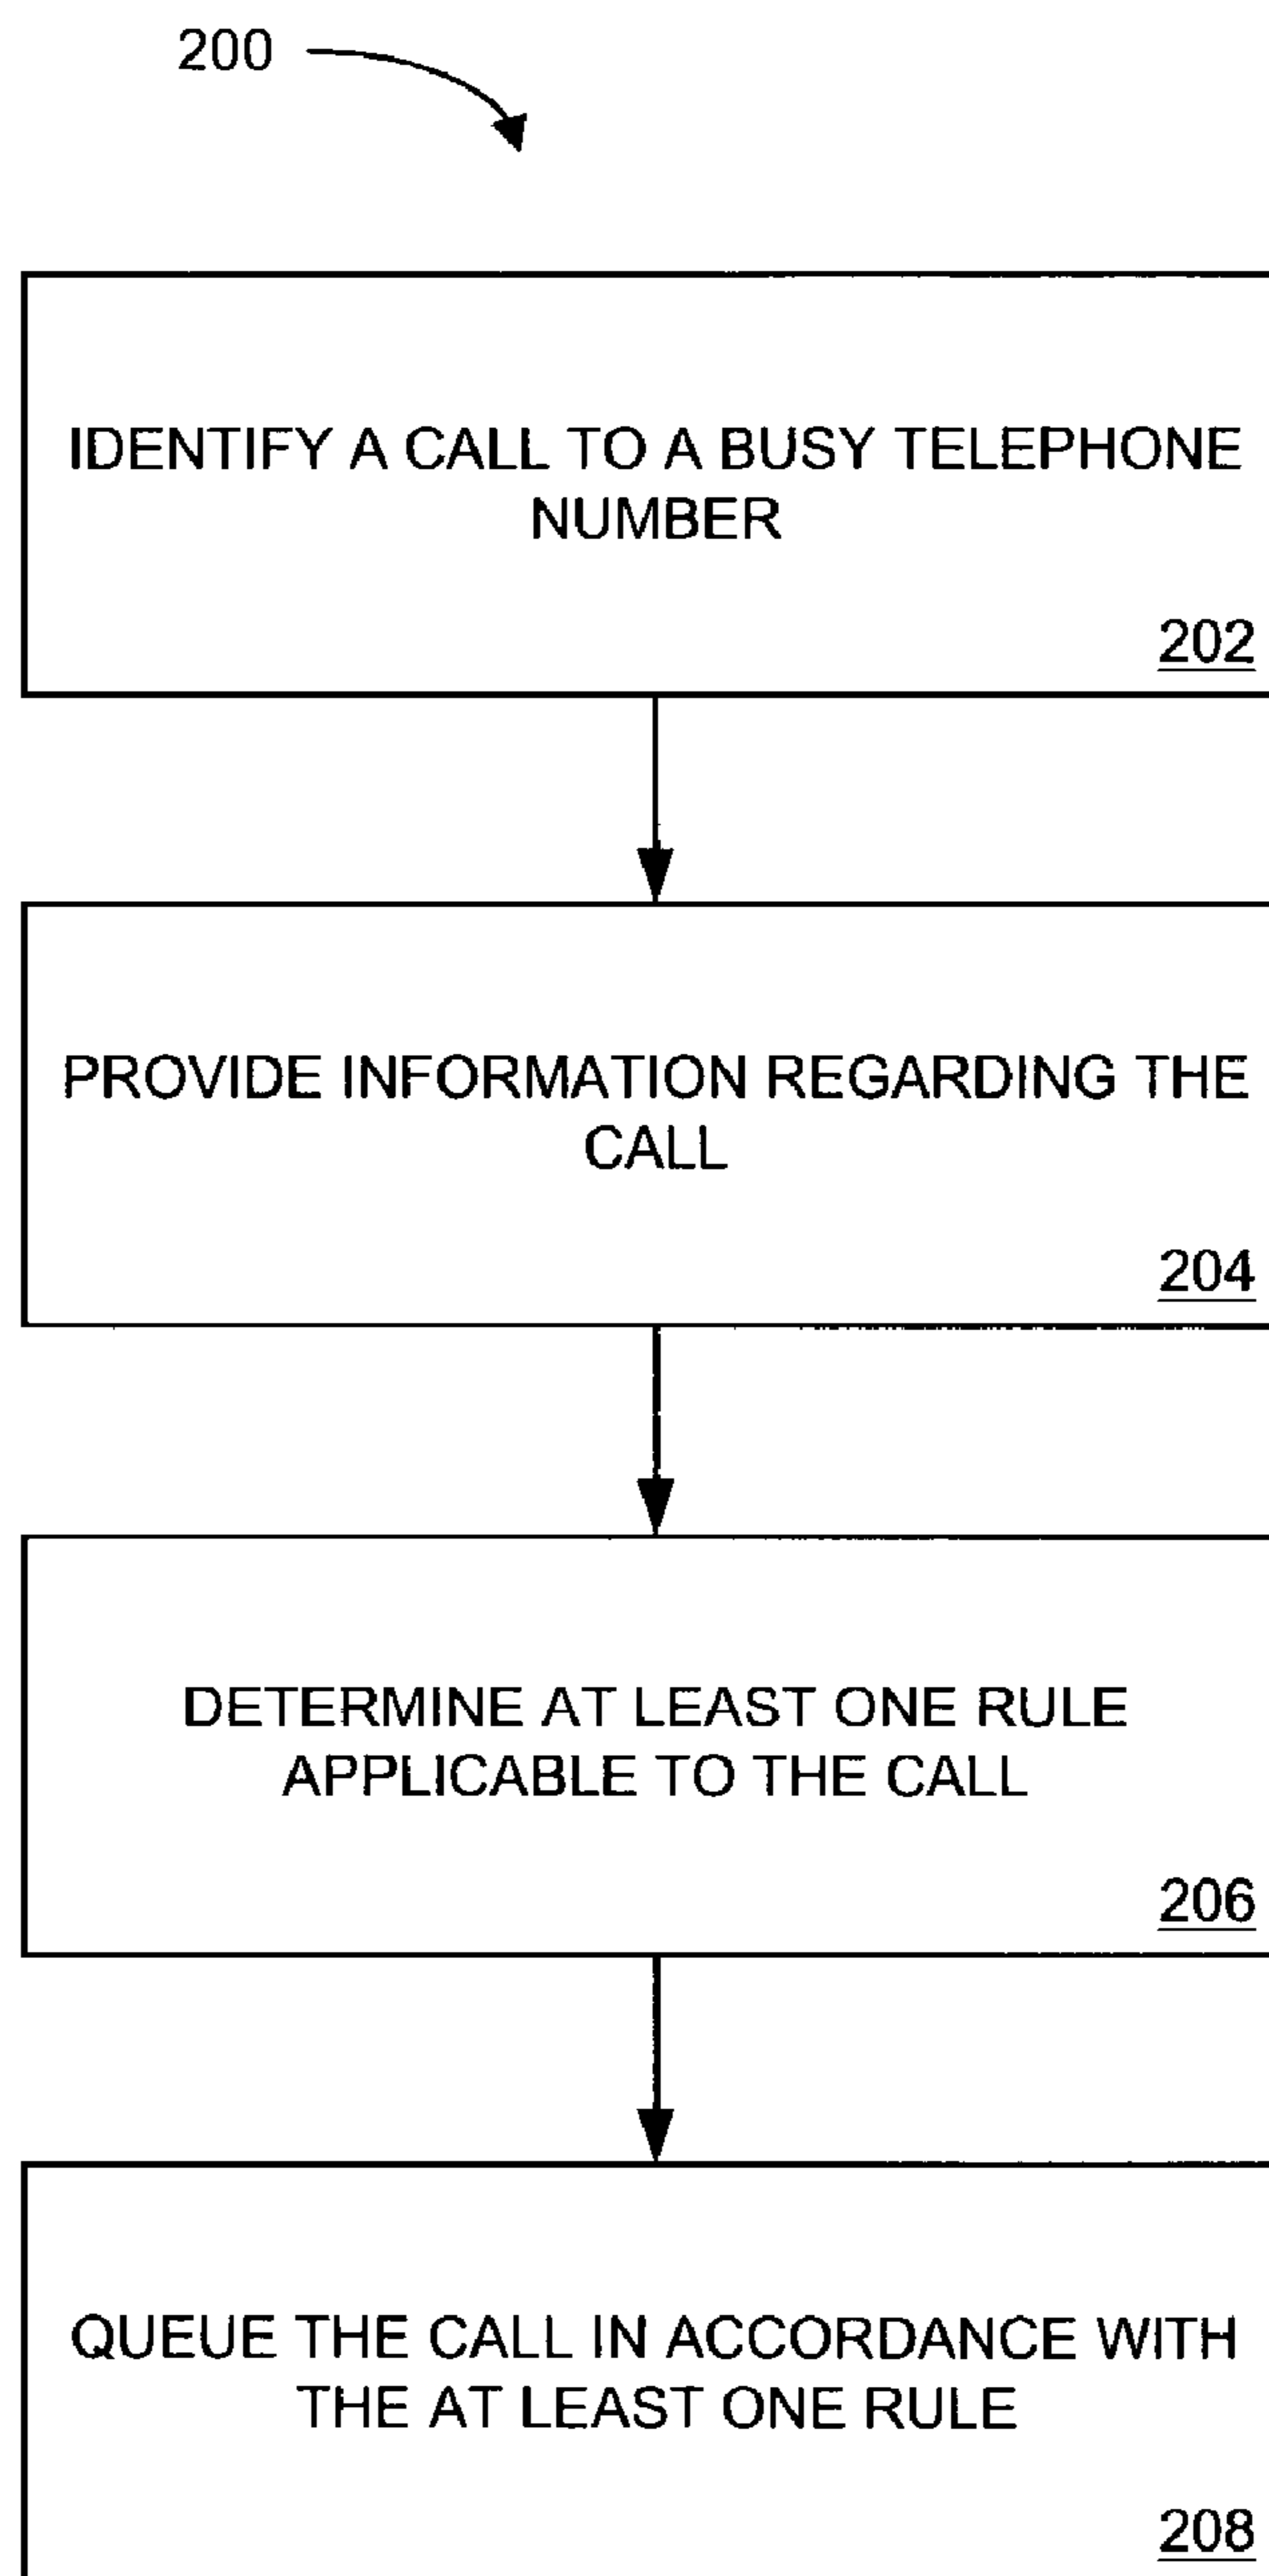 200
IDENTIFY A CALL TO A BUSY TELEPHONE
NUMBER
202
PROVIDE INFORMATION REGARDING THE
CALL
204
DETERMINE AT LEAST ONE RULE
APPLICABLE TO THE CALL
206
QUEUE THE CALL IN ACCORDANCE WITH
THE AT LEAST ONE RULE
208